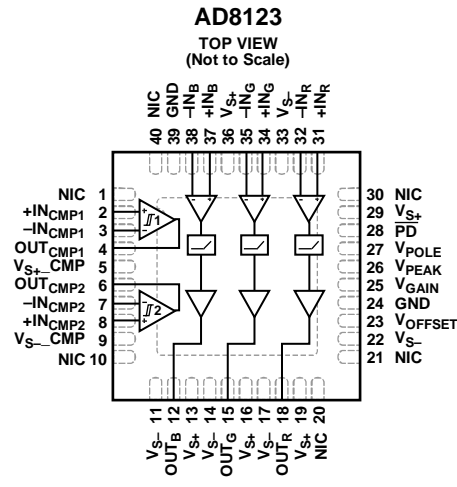 AD8123
TOP VIEW
(Not to Scale)
40 NIC
39 GND
38 –INB
37 +INB
36 VS+
35 –ING
34 +ING
33 VS–
32 –INR
31 +INR
NIC 1
+INCMP1 2
–INCMP1 3
OUTCMP1 4
VS+_CMP 5
OUTCMP2 6
–INCMP2 7
+INCMP2 8
VS–_CMP 9
NIC 10
1
2
+
–
–
+
– +
– +
– +
30 NIC
29 VS+
28 PD
27 VPOLE
26 VPEAK
25 VGAIN
24 GND
23 VOFFSET
22 VS–
21 NIC
VS– 11
OUTB 12
VS+ 13
VS– 14
OUTG 15
VS+ 16
VS– 17
OUTR 18
VS+ 19
NIC 20